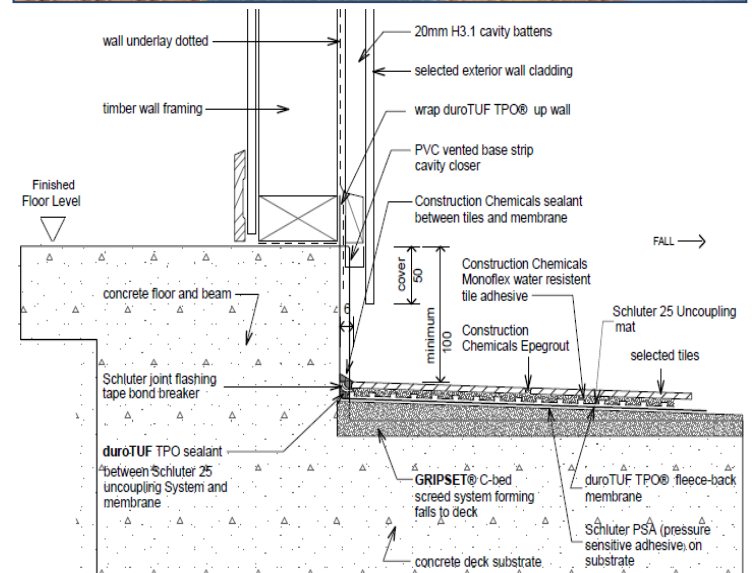 wall underlay dotted
timber wall framing
Finished
Floor Level
concrete floor and beam
Schluter joint flashing
tape bond breaker
duroTUF TPO sealant
between Schluter 25
uncoupling System and
membrane
20mm H3.1 cavity battens
selected exterior wall cladding
wrap duroTUF TPO® up wall
PVC vented base strip
cavity closer
Construction Chemicals sealant
between tiles and membrane
cover
50
minimum
100
6
FALL
Construction Chemicals
Monoflex water resistent
tile adhesive
Construction
Chemicals Epegrout
Schluter 25 Uncoupling
mat
selected tiles
GRIPSET® C-bed
screed system forming
falls to deck
concrete deck substrate
duroTUF TPO® fleece-back
membrane
Schluter PSA (pressure
sensitive adhesive) on
substrate